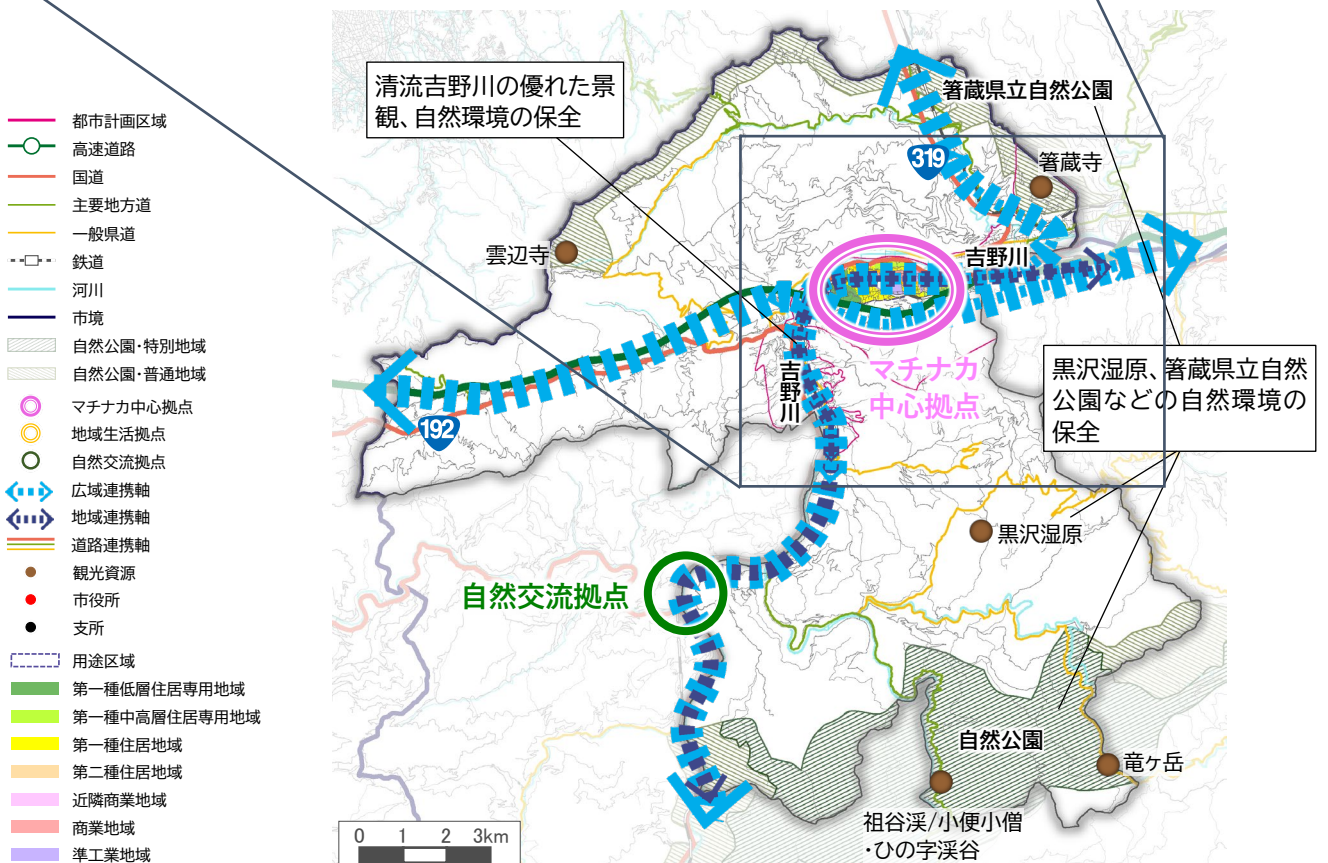 都市計画区域
高速道路
国道
主要地方道
一般県道
鉄道
河川
市境
自然公園・特別地域
自然公園・普通地域
マチナカ中心拠点
地域生活拠点
自然交流拠点
広域連携軸
地域連携軸
道路連携軸
観光資源
市役所
支所
用途区域
第一種低層住居専用地域
第一種中高層住居専用地域
第一種住居地域
第二種住居地域
近隣商業地域
商業地域
準工業地域
清流吉野川の優れた景
観、自然環境の保全
箸蔵県立自然公園
319
箸蔵寺
雲辺寺
吉野川
吉野川
マチナカ
中心拠点
黒沢湿原、箸蔵県立自然
公園などの自然環境の
保全
192
黒沢湿原
自然交流拠点
自然公園
竜ヶ岳
祖谷渓/小便小僧
・ひの字渓谷
0 1 2 3km